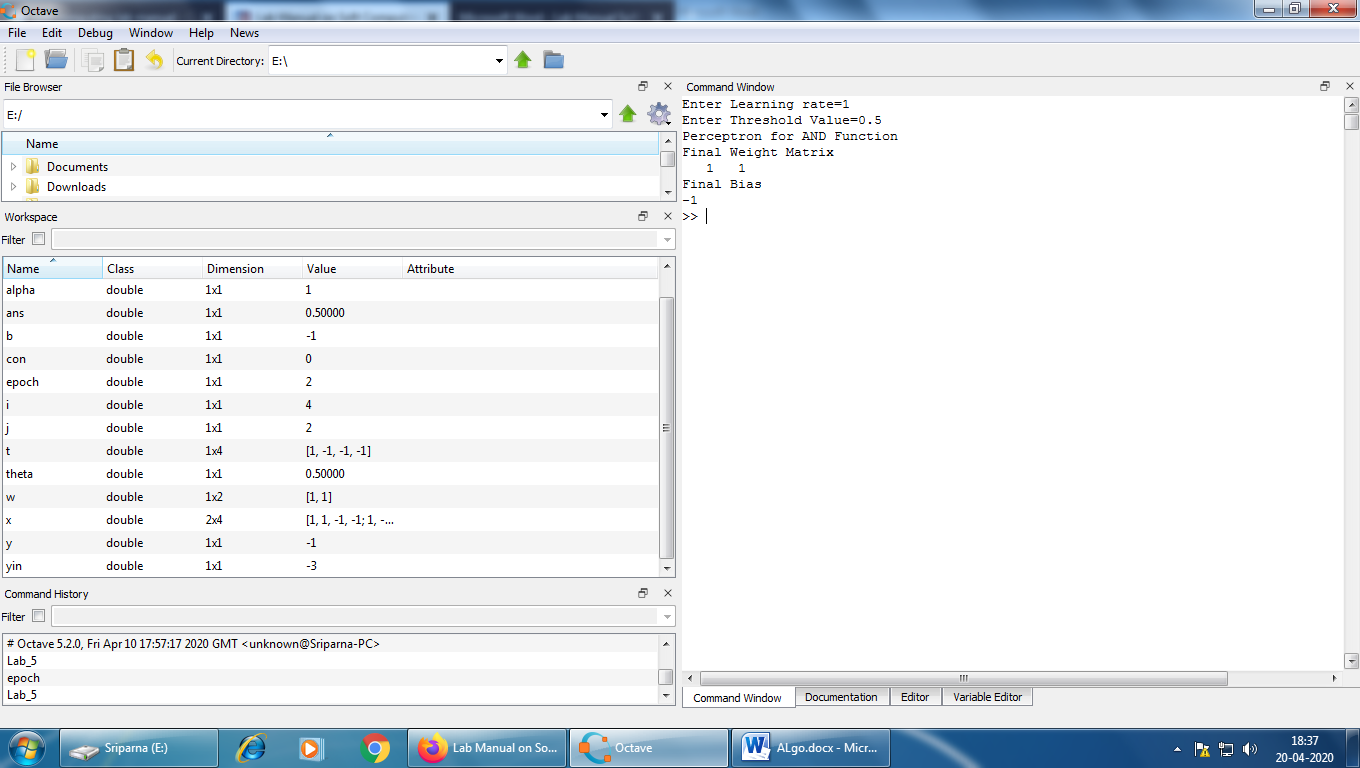 Octave
File Edit Debug Window Help News
Current Directory: E:\
File Browser
E:/
Name
Documents
Downloads
Workspace
Filter
Name Class Dimension Value Attribute
alpha double 1x1 1
ans double 1x1 0.50000
b double 1x1 -1
con double 1x1 0
epoch double 1x1 2
i double 1x1 4
j double 1x1 2
t double 1x4 [1, -1, -1, -1]
theta double 1x1 0.50000
w double 1x2 [1, 1]
x double 2x4 [1, 1, -1, -1; 1, -...
y double 1x1 -1
yin double 1x1 -3
Command History
Filter
# Octave 5.2.0, Fri Apr 10 17:57:17 2020 GMT <unknown@Sriparna-PC>
Lab_5
epoch
Lab_5
Command Window
Enter Learning rate=1
Enter Threshold Value=0.5
Perceptron for AND Function
Final Weight Matrix
1 1
Final Bias
-1
>>
Command Window Documentation Editor Variable Editor
Sriparna (E:) Lab Manual on So... Octave ALgo.docx - Micr...
18:37
20-04-2020